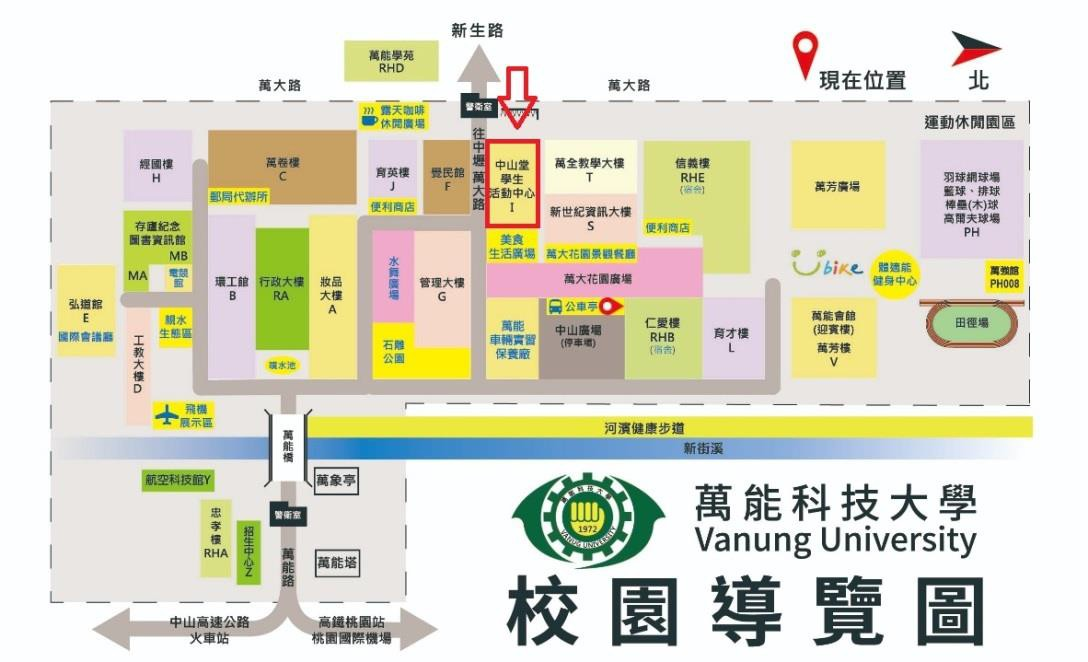 新生路
萬能學苑
RHD
萬大路
萬大路
現在位置
北
警衛室
露天咖啡
休閒廣場
往中壢 萬大路
運動休閒園區
經國樓
H
萬卷樓
C
郵局代辦所
育英樓
J
便利商店
覺民館
F
中山堂
學生
活動中心
I
萬全教學大樓
T
信義樓
RHE
(宿舍)
便利商店
萬芳廣場
羽球網球場
籃球、排球
棒壘(木)球
高爾夫球場
PH
存廬紀念
圖書資訊館
MB
MA
電競
館
環工館
B
行政大樓
RA
妝品
大樓
A
水舞廣場
管理大樓
G
美食
生活廣場
新世紀資訊大樓
S
萬大花園景觀餐廳
萬大花園廣場
Ubike
體適能
健身中心
萬強館
PH008
弘道館
E
國際會議廳
親水
生態區
工教大樓D
噴水池
石雕
公園
萬能
車輛實習
保養廠
公車亭
中山廣場
(停車場)
仁愛樓
RHB
(宿舍)
育才樓
L
萬能會館
(迎賓樓)
萬芳樓
V
田徑場
飛機
展示區
萬能橋
河濱健康步道
新街溪
航空科技館Y
萬象亭
忠孝樓
RHA
招生中心Z
警衛室
萬能路
萬能塔
中山高速公路
火車站
高鐵桃園站
桃園國際機場
萬能科技大學
1972
VANUNG UNIVERSITY
萬能科技大學
Vanung University
校園導覽圖